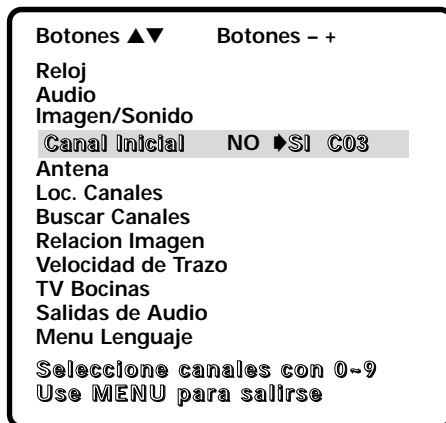 Botones ▲▼ Botones – +
Reloj
Audio
Imagen/Sonido
Canal Inicial NO ➧SI C03
Antena
Loc. Canales
Buscar Canales
Relacion Imagen
Velocidad de Trazo
TV Bocinas
Salidas de Audio
Menu Lenguaje
Seleccione canales con 0~9
Use MENU para salirse